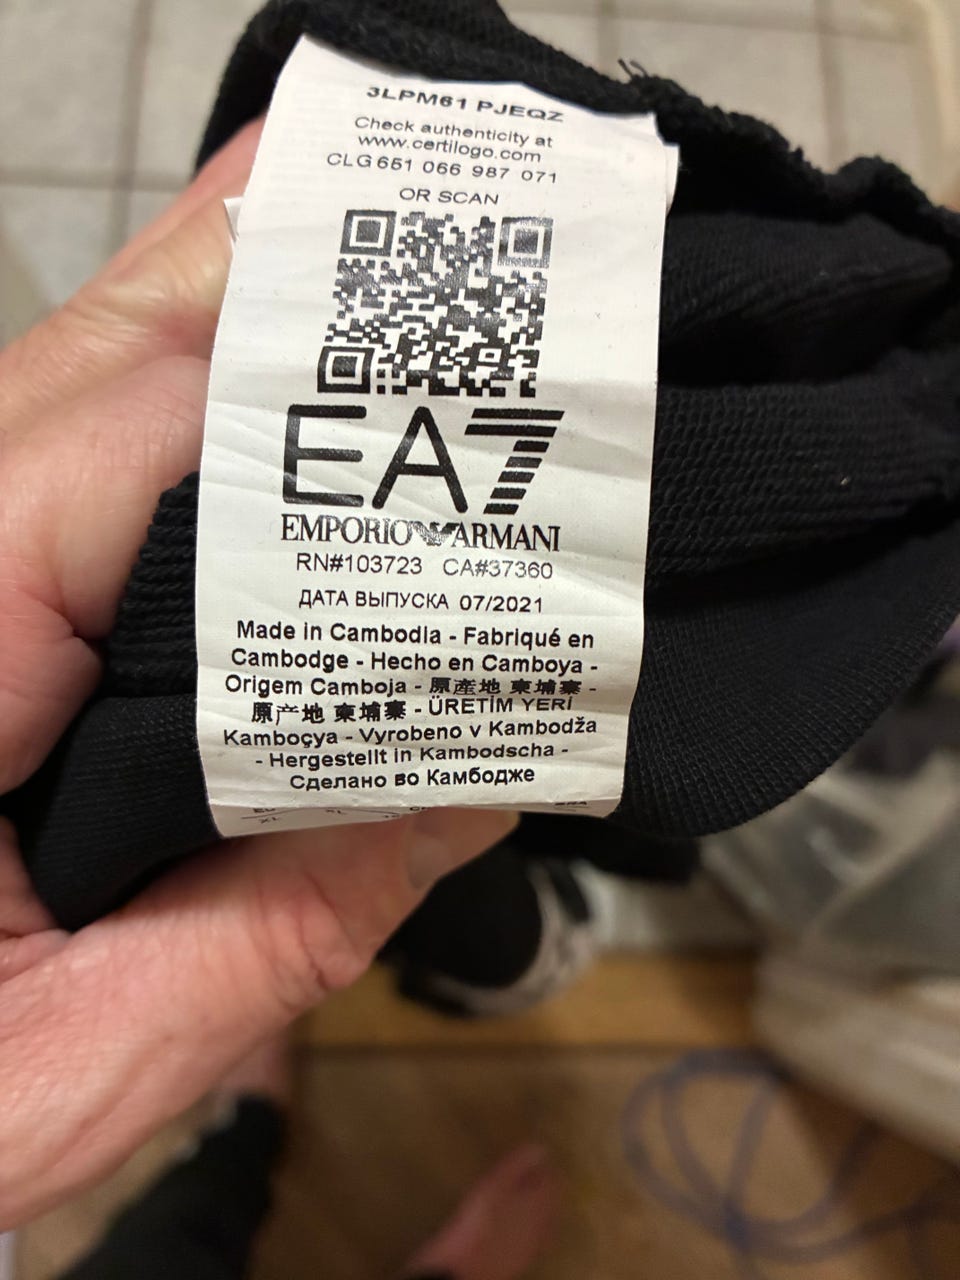 3LPM61 PJEQZ
Check authenticity at
www.certilogo.com
CLG 651 066 987 071
OR SCAN
EA7
EMPORIO ARMANI
RN#103723 CA#37360
ДАТА ВЫПУСКА 07/2021
Made in Cambodia - Fabriqué en
Cambodge - Hecho en Camboya -
Origem Camboja - 原産地 柬埔寨 -
原产地 柬埔寨 - ÜRETİM YERİ
Kamboçya - Vyrobeno v Kambodža
- Hergestellt in Kambodscha -
Сделано во Камбодже